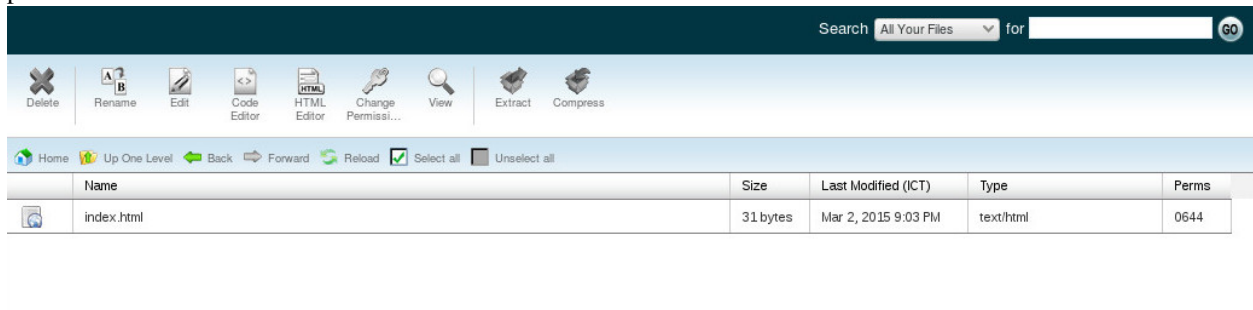 Search All Your Files for GO
Delete Rename Edit Code Editor HTML Editor Change Permissi... View Extract Compress
Home Up One Level Back Forward Reload Select all Unselect all
Name Size Last Modified (ICT) Type Perms
index.html 31 bytes Mar 2, 2015 9:03 PM text/html 0644